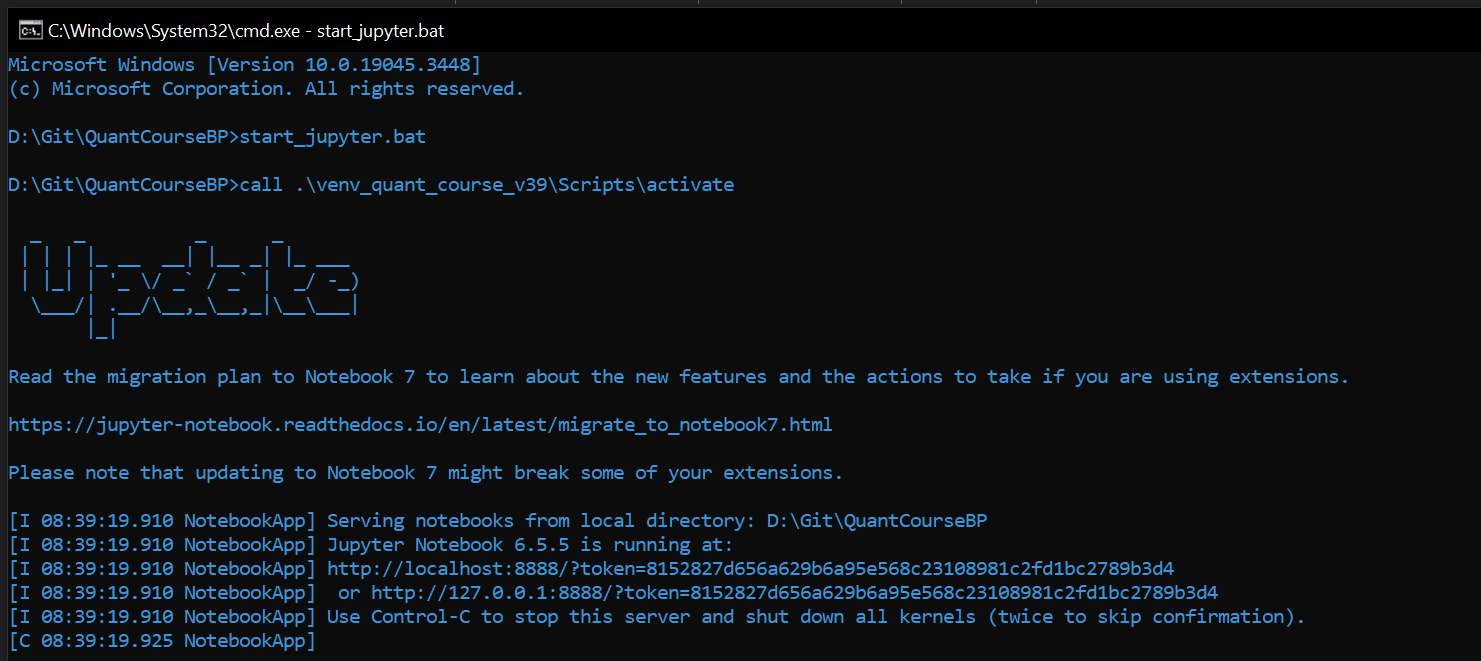 C:\Windows\System32\cmd.exe - start_jupyter.bat
Microsoft Windows [Version 10.0.19045.3448]
(c) Microsoft Corporation. All rights reserved.
D:\Git\QuantCourseBP>start_jupyter.bat
D:\Git\QuantCourseBP>call .\venv_quant_course_v39\Scripts\activate
Update
Read the migration plan to Notebook 7 to learn about the new features and the actions to take if you are using extensions.
https://jupyter-notebook.readthedocs.io/en/latest/migrate_to_notebook7.html
Please note that updating to Notebook 7 might break some of your extensions.
[I 08:39:19.910 NotebookApp] Serving notebooks from local directory: D:\Git\QuantCourseBP
[I 08:39:19.910 NotebookApp] Jupyter Notebook 6.5.5 is running at:
[I 08:39:19.910 NotebookApp] http://localhost:8888/?token=8152827d656a629b6a95e568c23108981c2fd1bc2789b3d4
[I 08:39:19.910 NotebookApp]  or http://127.0.0.1:8888/?token=8152827d656a629b6a95e568c23108981c2fd1bc2789b3d4
[I 08:39:19.910 NotebookApp] Use Control-C to stop this server and shut down all kernels (twice to skip confirmation).
[C 08:39:19.925 NotebookApp]